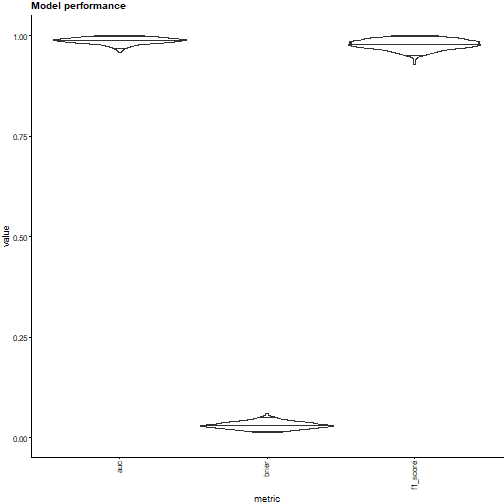 Model performance
1.00
0.75
0.50
0.25
0.00
value
auc
brier
f1_score
metric